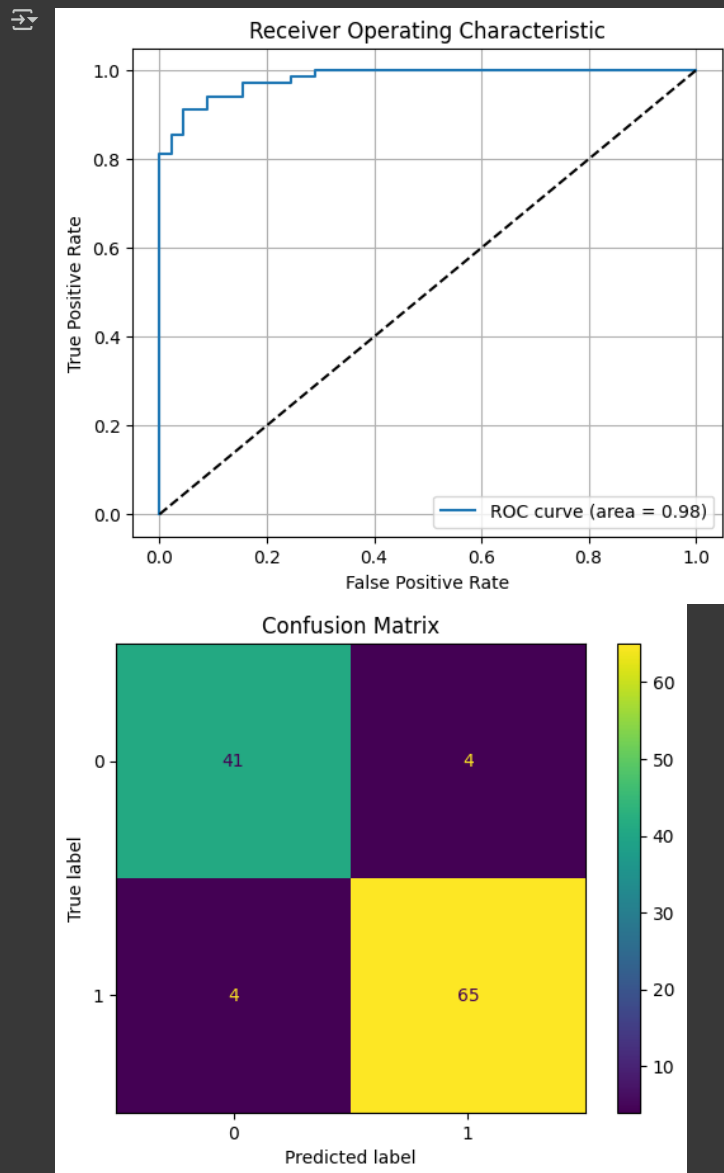 Receiver Operating Characteristic
1.0
0.8
0.6
0.4
0.2
0.0
True Positive Rate
ROC curve (area = 0.98)
0.0 0.2 0.4 0.6 0.8 1.0
False Positive Rate
Confusion Matrix
0
1
True label
41 4
4 65
0 1
Predicted label
60
50
40
30
20
10